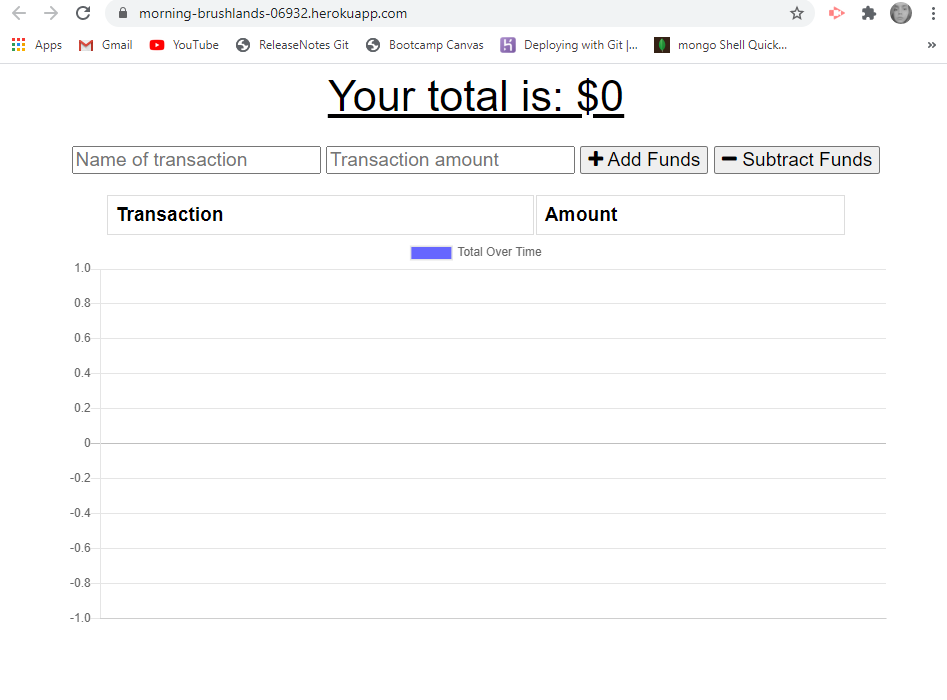 morning-brushlands-06932.herokuapp.com
Apps Gmail YouTube ReleaseNotes Git Bootcamp Canvas Deploying with Git |... mongo Shell Quick... »
Your total is: $0
Name of transaction Transaction amount Add Funds Subtract Funds
Transaction Amount
Total Over Time
1.0
0.8
0.6
0.4
0.2
0
-0.2
-0.4
-0.6
-0.8
-1.0